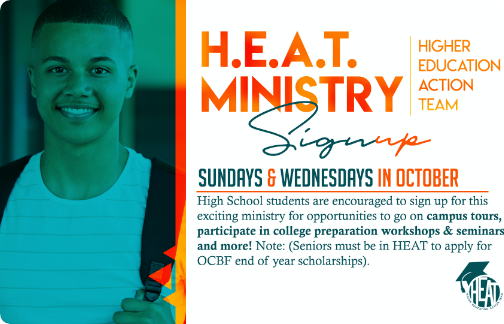 H.E.A.T.
MINISTRY
HIGHER
EDUCATION
ACTION
TEAM
Signup
SUNDAYS & WEDNESDAYS IN OCTOBER
High School students are encouraged to sign up for this
exciting ministry for opportunities to go on campus tours,
participate in college preparation workshops & seminars
and more! Note: (Seniors must be in HEAT to apply for
OCBF end of year scholarships).
HEAT